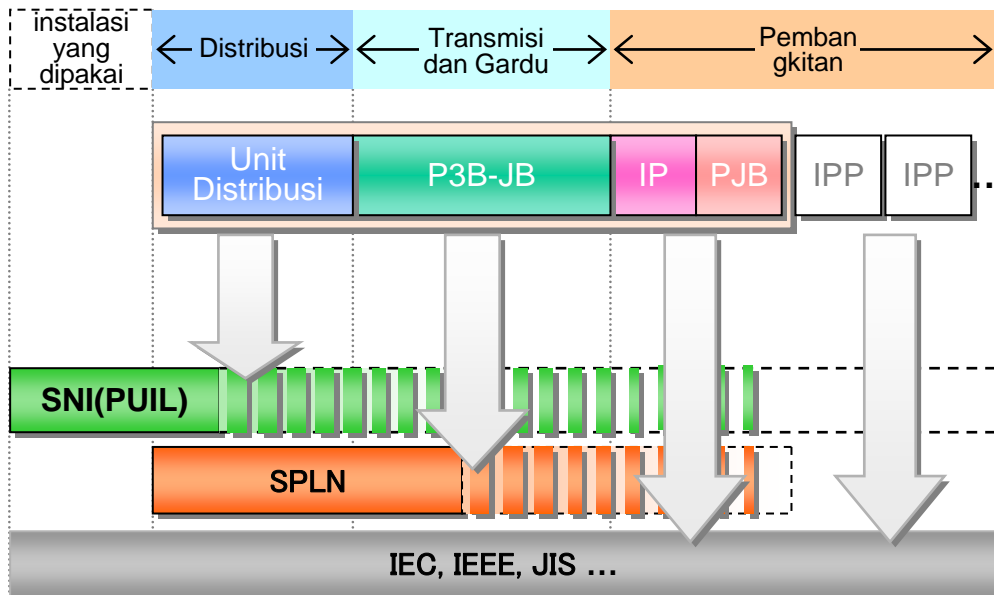 instalasi
yang
dipakai
Distribusi
Transmisi
dan Gardu
Pemban
gkitan
Unit
Distribusi
P3B-JB
IP
PJB
IPP
IPP
...
SNI(PUIL)
SPLN
IEC, IEEE, JIS ...